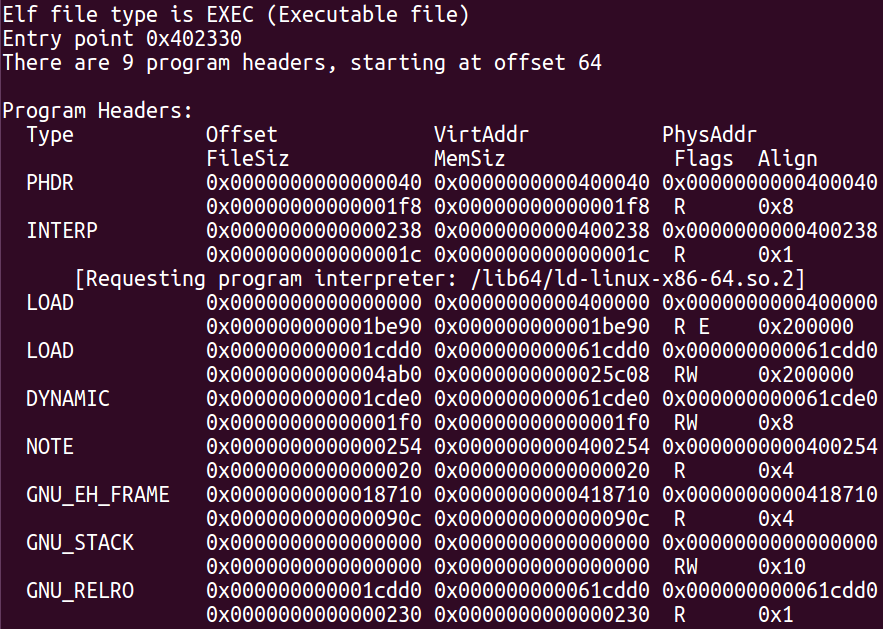 Elf file type is EXEC (Executable file)
Entry point 0x402330
There are 9 program headers, starting at offset 64
Program Headers:
Type Offset VirtAddr PhysAddr
FileSiz MemSiz Flags Align
PHDR 0x0000000000000040 0x0000000000400040 0x0000000000400040
0x00000000000001f8 0x00000000000001f8 R 0x8
INTERP 0x0000000000000238 0x0000000000400238 0x0000000000400238
0x000000000000001c 0x000000000000001c R 0x1
[Requesting program interpreter: /lib64/ld-linux-x86-64.so.2]
LOAD 0x0000000000000000 0x0000000000400000 0x0000000000400000
0x000000000001be90 0x000000000001be90 R E 0x200000
LOAD 0x000000000001cdd0 0x000000000061cdd0 0x000000000061cdd0
0x0000000000004ab0 0x0000000000025c08 RW 0x200000
DYNAMIC 0x000000000001cde0 0x000000000061cde0 0x000000000061cde0
0x00000000000001f0 0x00000000000001f0 RW 0x8
NOTE 0x0000000000000254 0x0000000000400254 0x0000000000400254
0x0000000000000020 0x0000000000000020 R 0x4
GNU_EH_FRAME 0x0000000000018710 0x0000000000418710 0x0000000000418710
0x000000000000090c 0x000000000000090c R 0x4
GNU_STACK 0x0000000000000000 0x0000000000000000 0x0000000000000000
0x0000000000000000 0x0000000000000000 RW 0x10
GNU_RELRO 0x000000000001cdd0 0x000000000061cdd0 0x000000000061cdd0
0x0000000000000230 0x0000000000000230 R 0x1